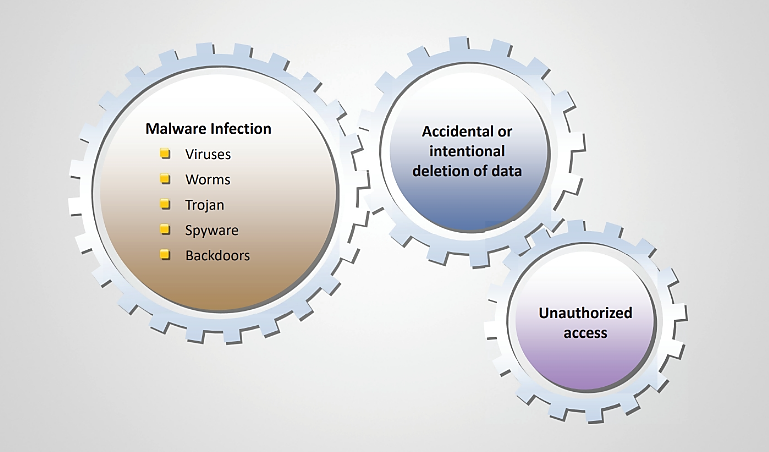 Malware Infection
Viruses
Worms
Trojan
Spyware
Backdoors
Accidental or
intentional
deletion of data
Unauthorized
access